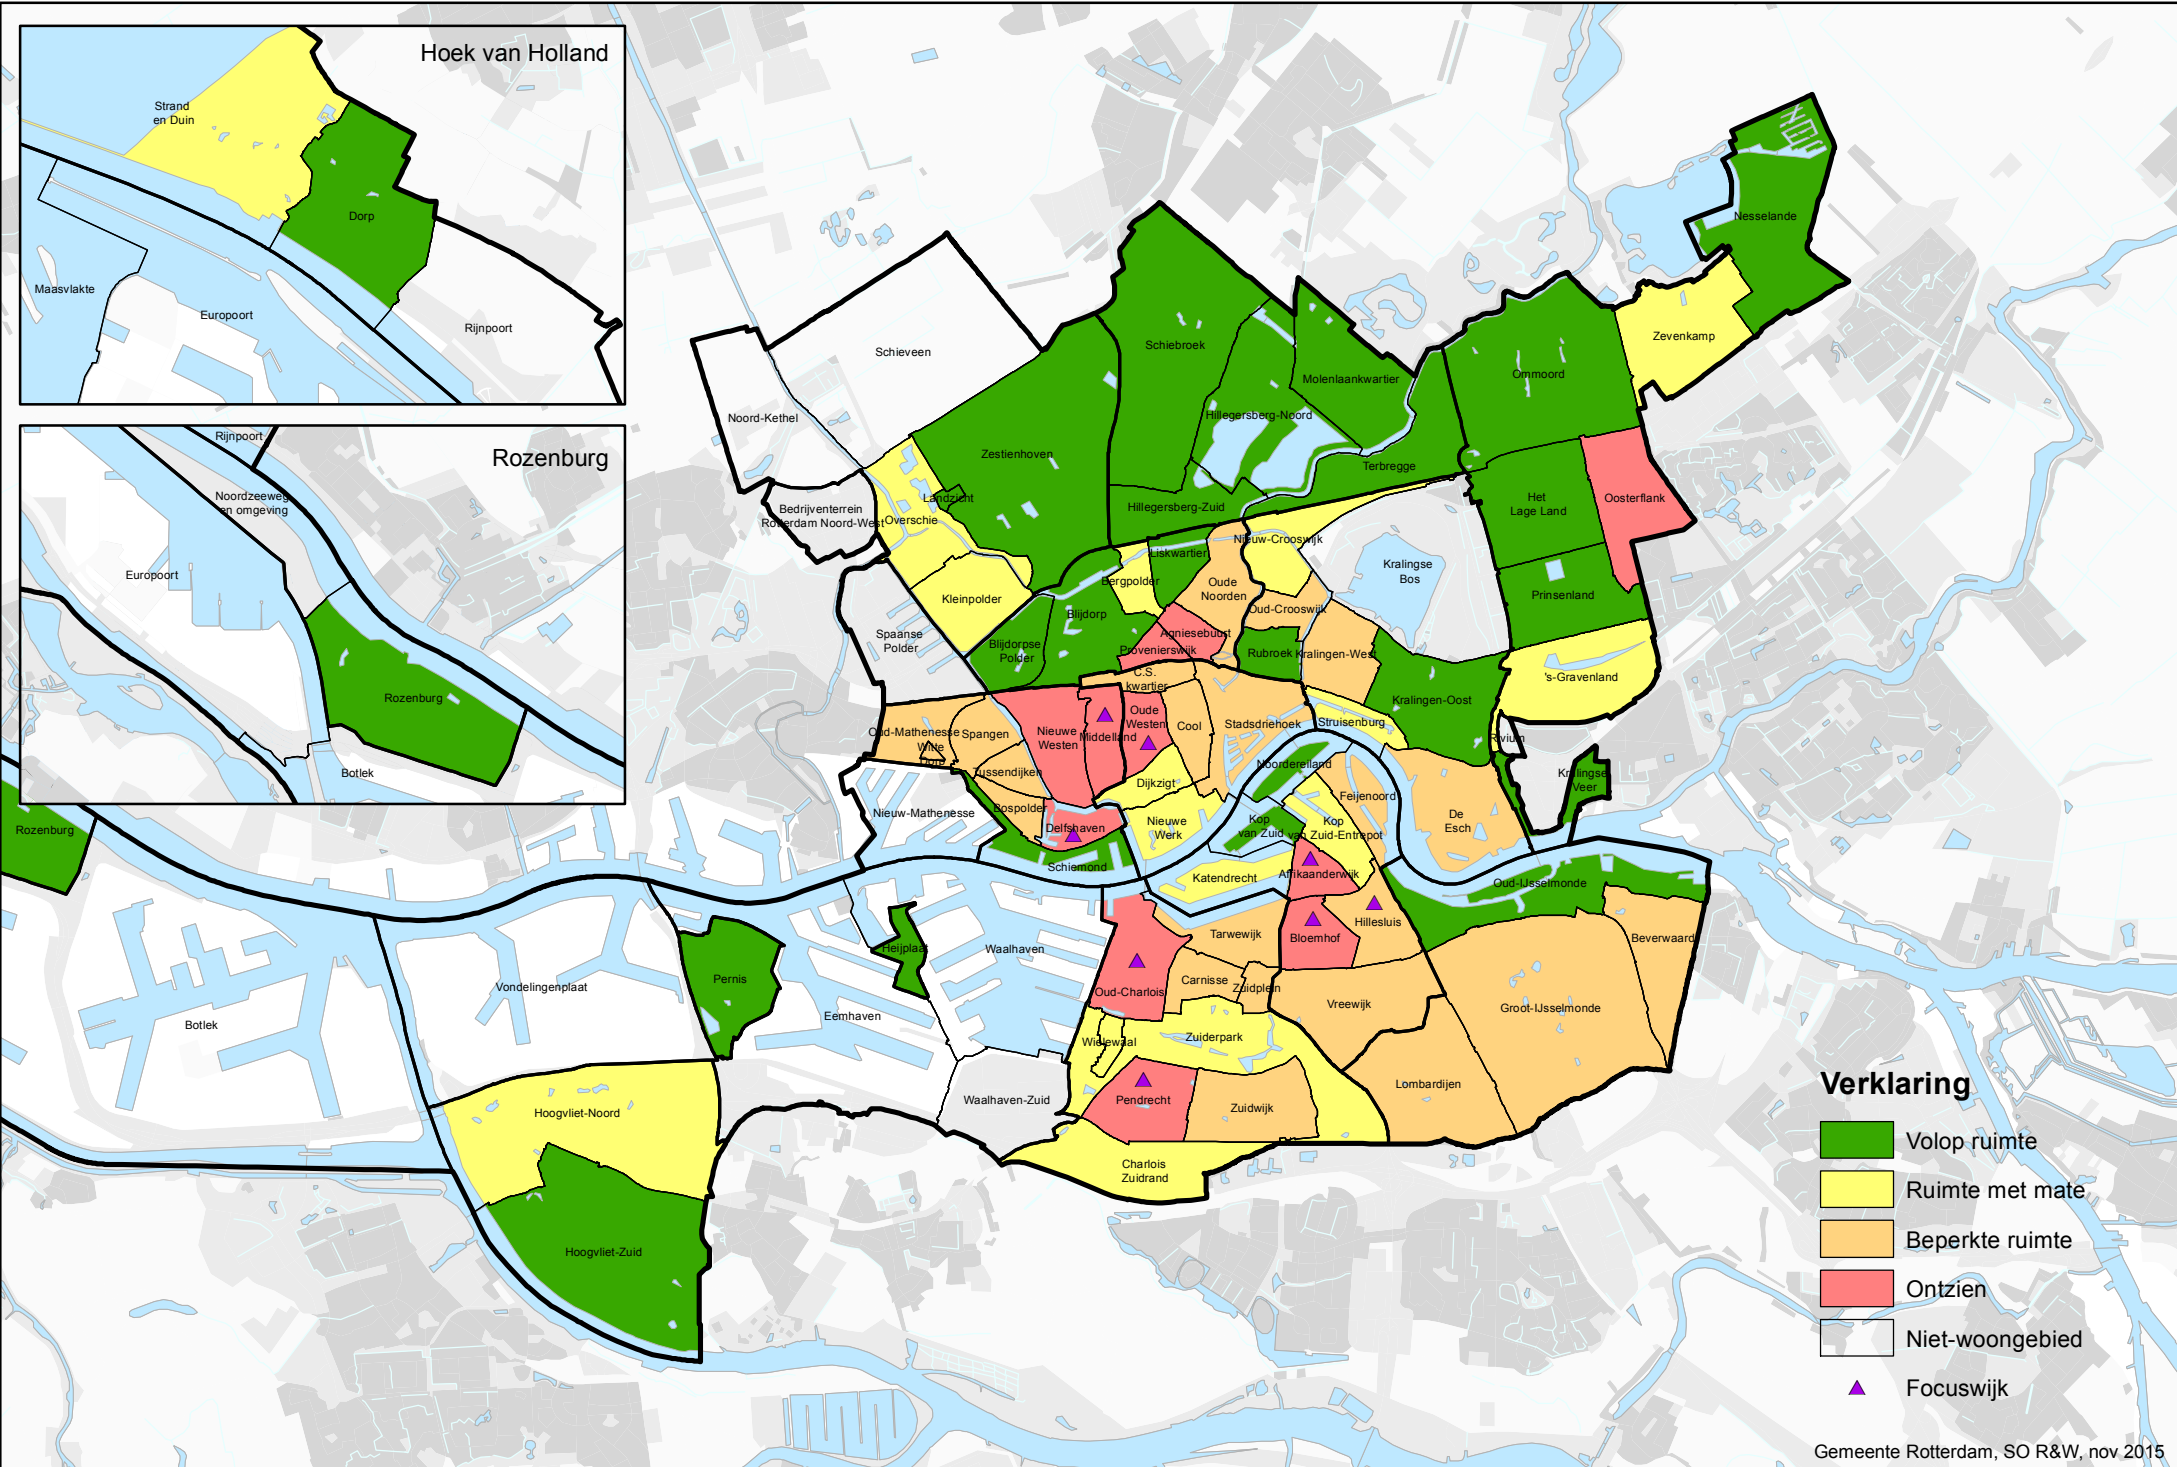 Hoek van Holland
Strand
en Duin
Dorp
Maasvlakte
Europoort
Rijnpoort
Rijnpoort
Rozenburg
Noordzeeweg
en omgeving
Europoort
Rozenburg
Botlek
Rozenburg
Nesselande
Zevenkamp
Schieveen
Schiebroek
Molenlaankwartier
Ommoord
Noord-Kethel
Hillegersberg-Noord
Zestienhoven
Terbregge
Landzicht
Hillegersberg-Zuid
Het
Lage Land
Oosterflank
Bedrijventerrein
Rotterdam Noord-West
Overschie
Nieuw-Crooswijk
Liskwartier
Kralingse
Bos
Bergpolder
Oude
Noorden
Kleinpolder
Prinsenland
Oud-Crooswijk
Blijdorp
Spaanse
Polder
Agniesebuurt
Blijdorpse
Polder
Provenierswijk
Rubroek
Kralingen-West
C.S.
kwartier
's-Gravenland
Kralingen-Oost
Oude
Westen
Oud-Mathenesse
Spangen
Nieuwe
Westen
Middelland
Cool
Stadsdriehoek
Struisenburg
Rivium
Witte
Dorp
Tussendijken
Noordereiland
Dijkzigt
Kralingse
Veer
Feijenoord
Bospolder
Nieuw-Mathenesse
Delfshaven
Nieuwe
Werk
Kop
van Zuid
Kop
van Zuid-Entrepot
De
Esch
Schiemond
Katendrecht
Afrikaanderwijk
Oud-IJsselmonde
Hillesluis
Tarwewijk
Bloemhof
Beverwaard
Heijplaat
Waalhaven
Pernis
Vondelingenplaat
Carnisse
Zuidplein
Oud-Charlois
Vreewijk
Groot-IJsselmonde
Botlek
Eemhaven
Wielewaal
Zuiderpark
Lombardijen
Waalhaven-Zuid
Pendrecht
Zuidwijk
Hoogvliet-Noord
Charlois
Zuidrand
Hoogvliet-Zuid
Verklaring
Volop ruimte
Ruimte met mate
Beperkte ruimte
Ontzien
Niet-woongebied
Focuswijk
Gemeente Rotterdam, SO R&W, nov 2015